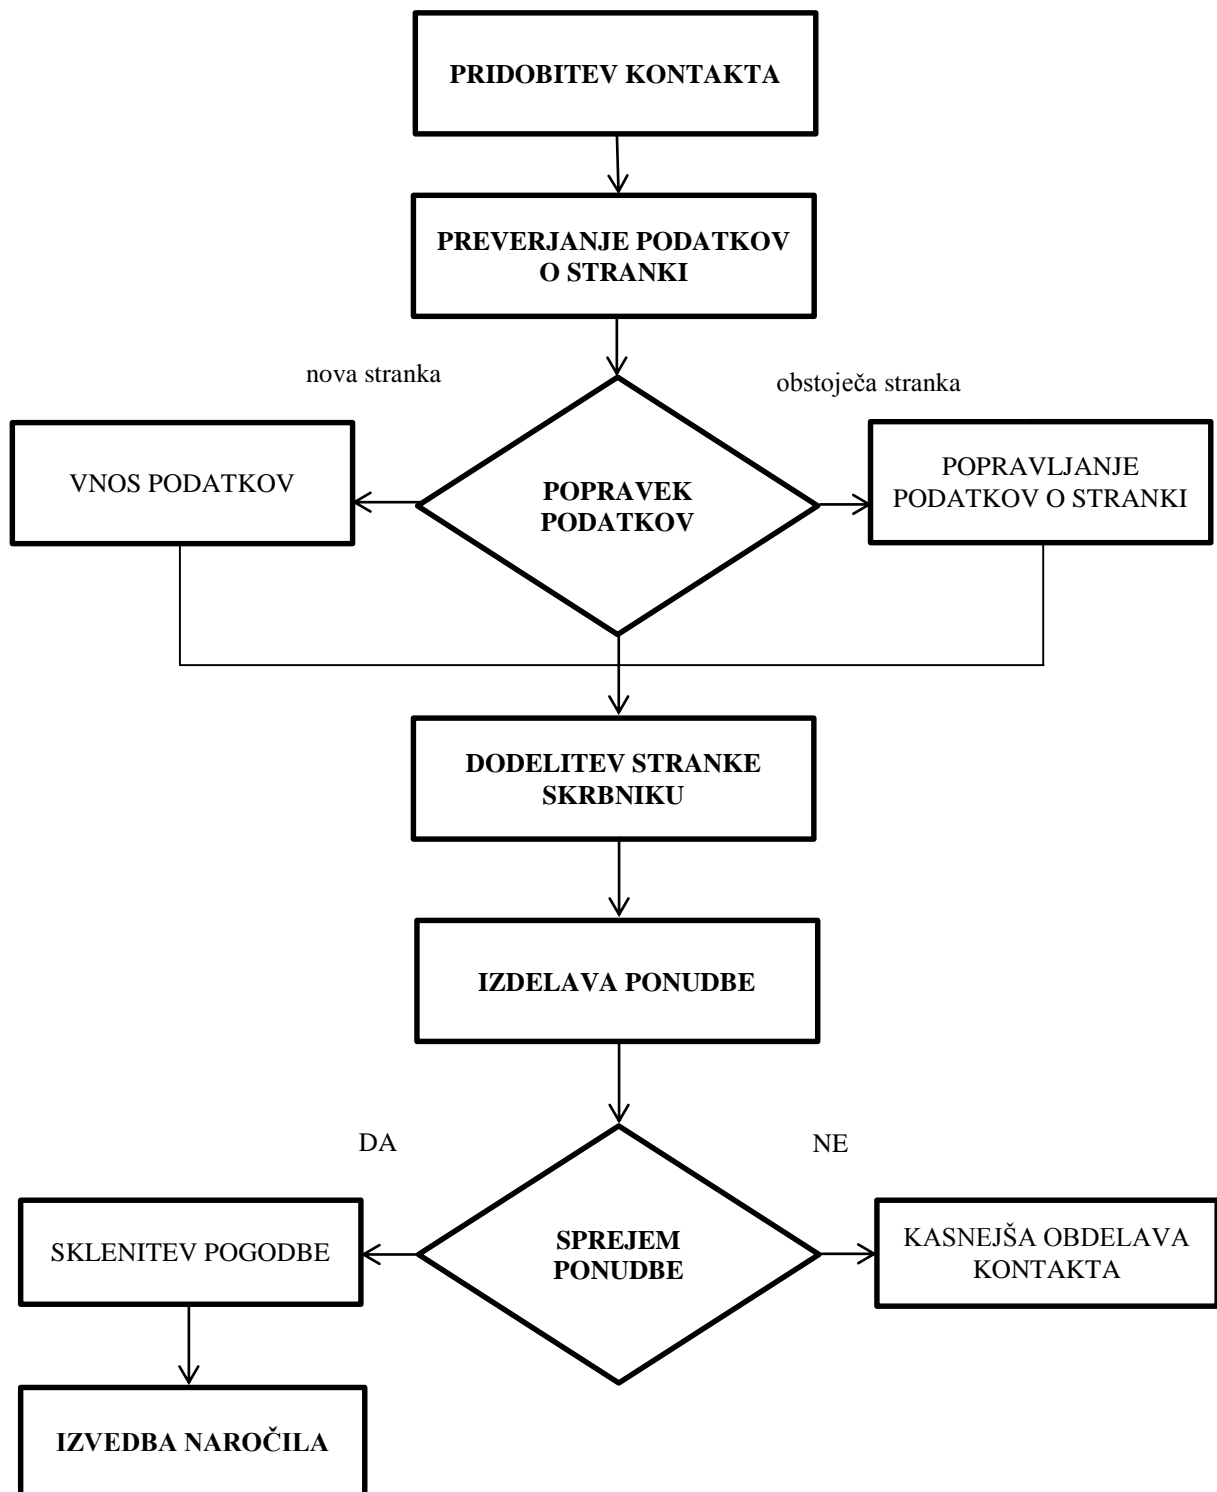 PRIDOBITEV KONTAKTA
PREVERJANJE PODATKOV
O STRANKI
nova stranka
obstoječa stranka
VNOS PODATKOV
POPRAVEK
PODATKOV
POPRAVLJANJE
PODATKOV O STRANKI
DODELITEV STRANKE
SKRBNIKU
IZDELAVA PONUDBE
DA
NE
SKLENITEV POGODBE
SPREJEM
PONUDBE
KASNEJŠA OBDELAVA
KONTAKTA
IZVEDBA NAROČILA